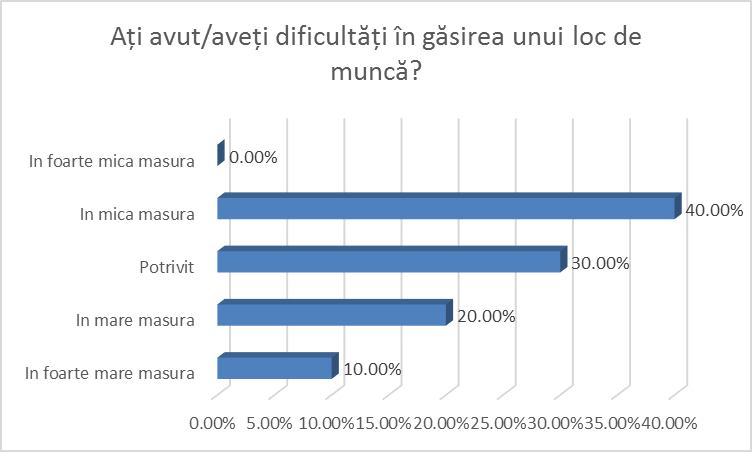 Ați avut/aveți dificultăți în găsirea unui loc de
muncă?
In foarte mica masura
0.00%
In mica masura
40.00%
Potrivit
30.00%
In mare masura
20.00%
In foarte mare masura
10.00%
0.00% 5.00% 10.00% 15.00% 20.00% 25.00% 30.00% 35.00% 40.00%